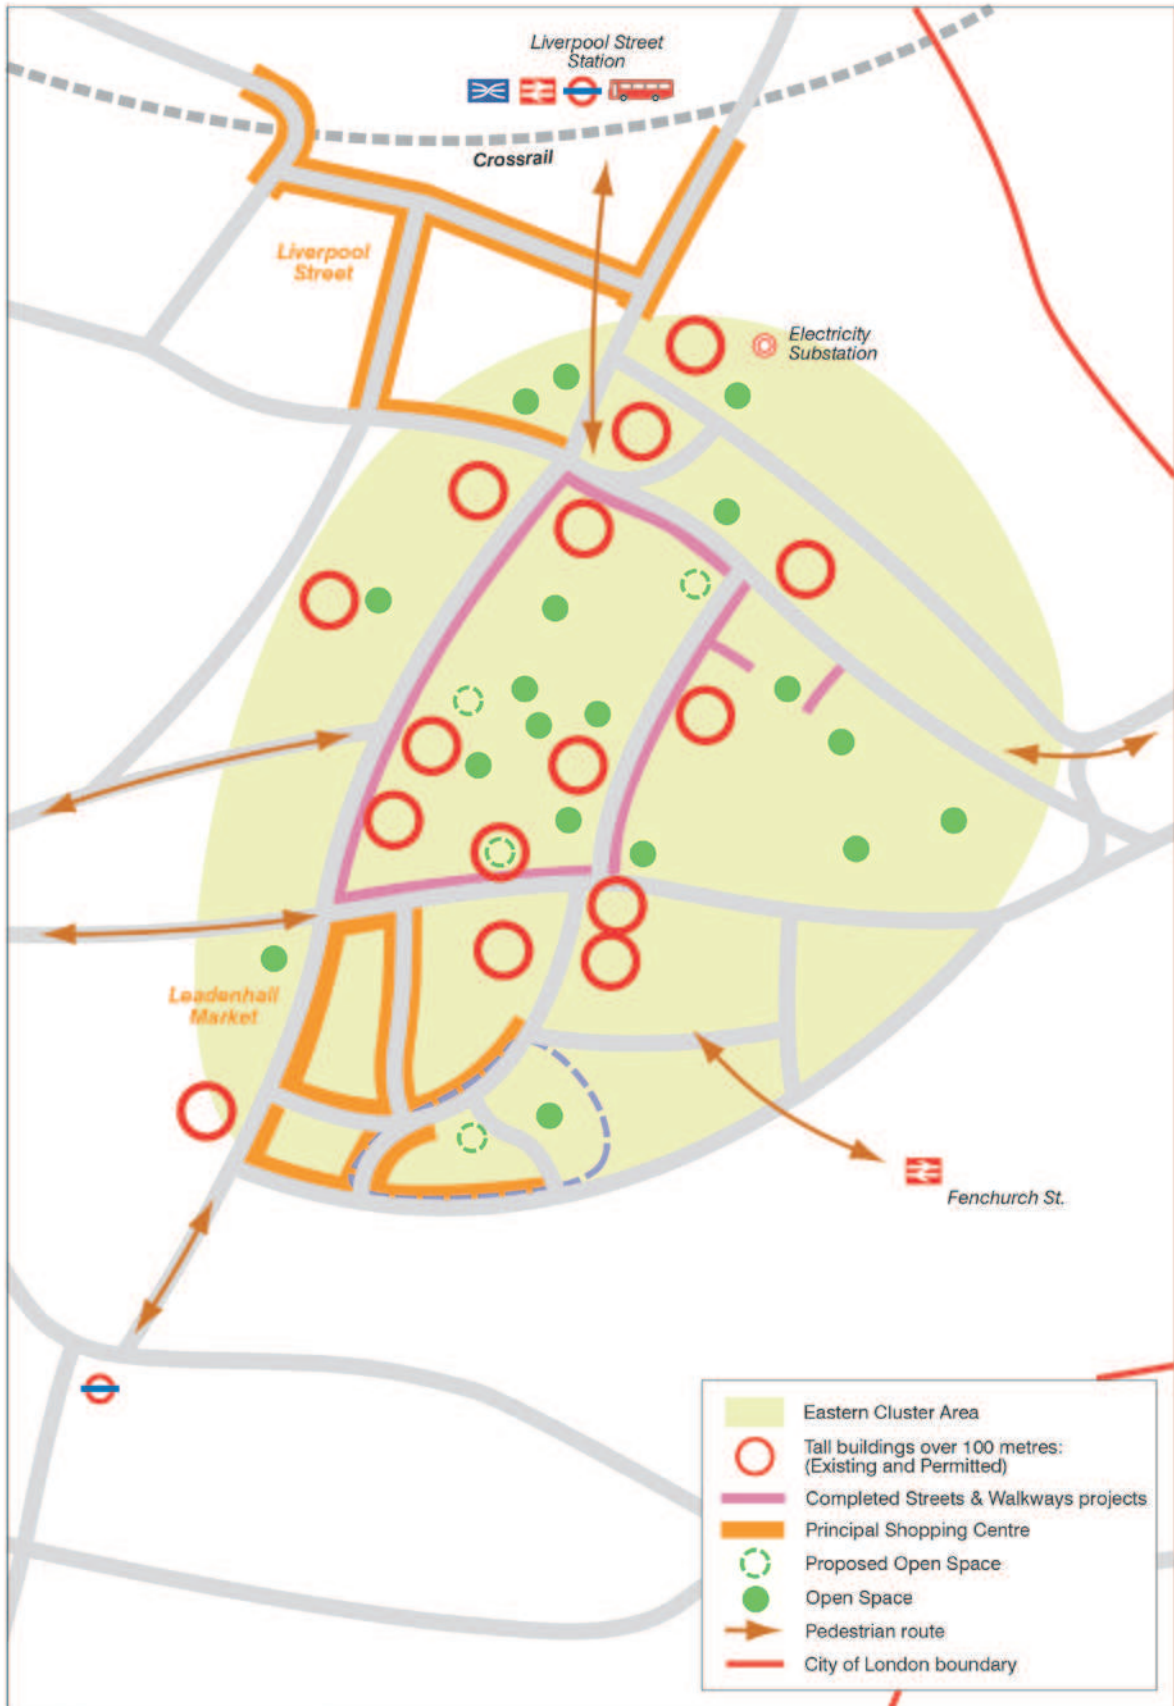 Liverpool Street
Station
Crossrail
Liverpool
Street
Electricity
Substation
Leadenhall
Market
Fenchurch St.
Eastern Cluster Area
Tall buildings over 100 metres:
(Existing and Permitted)
Completed Streets & Walkways projects
Principal Shopping Centre
Proposed Open Space
Open Space
Pedestrian route
City of London boundary